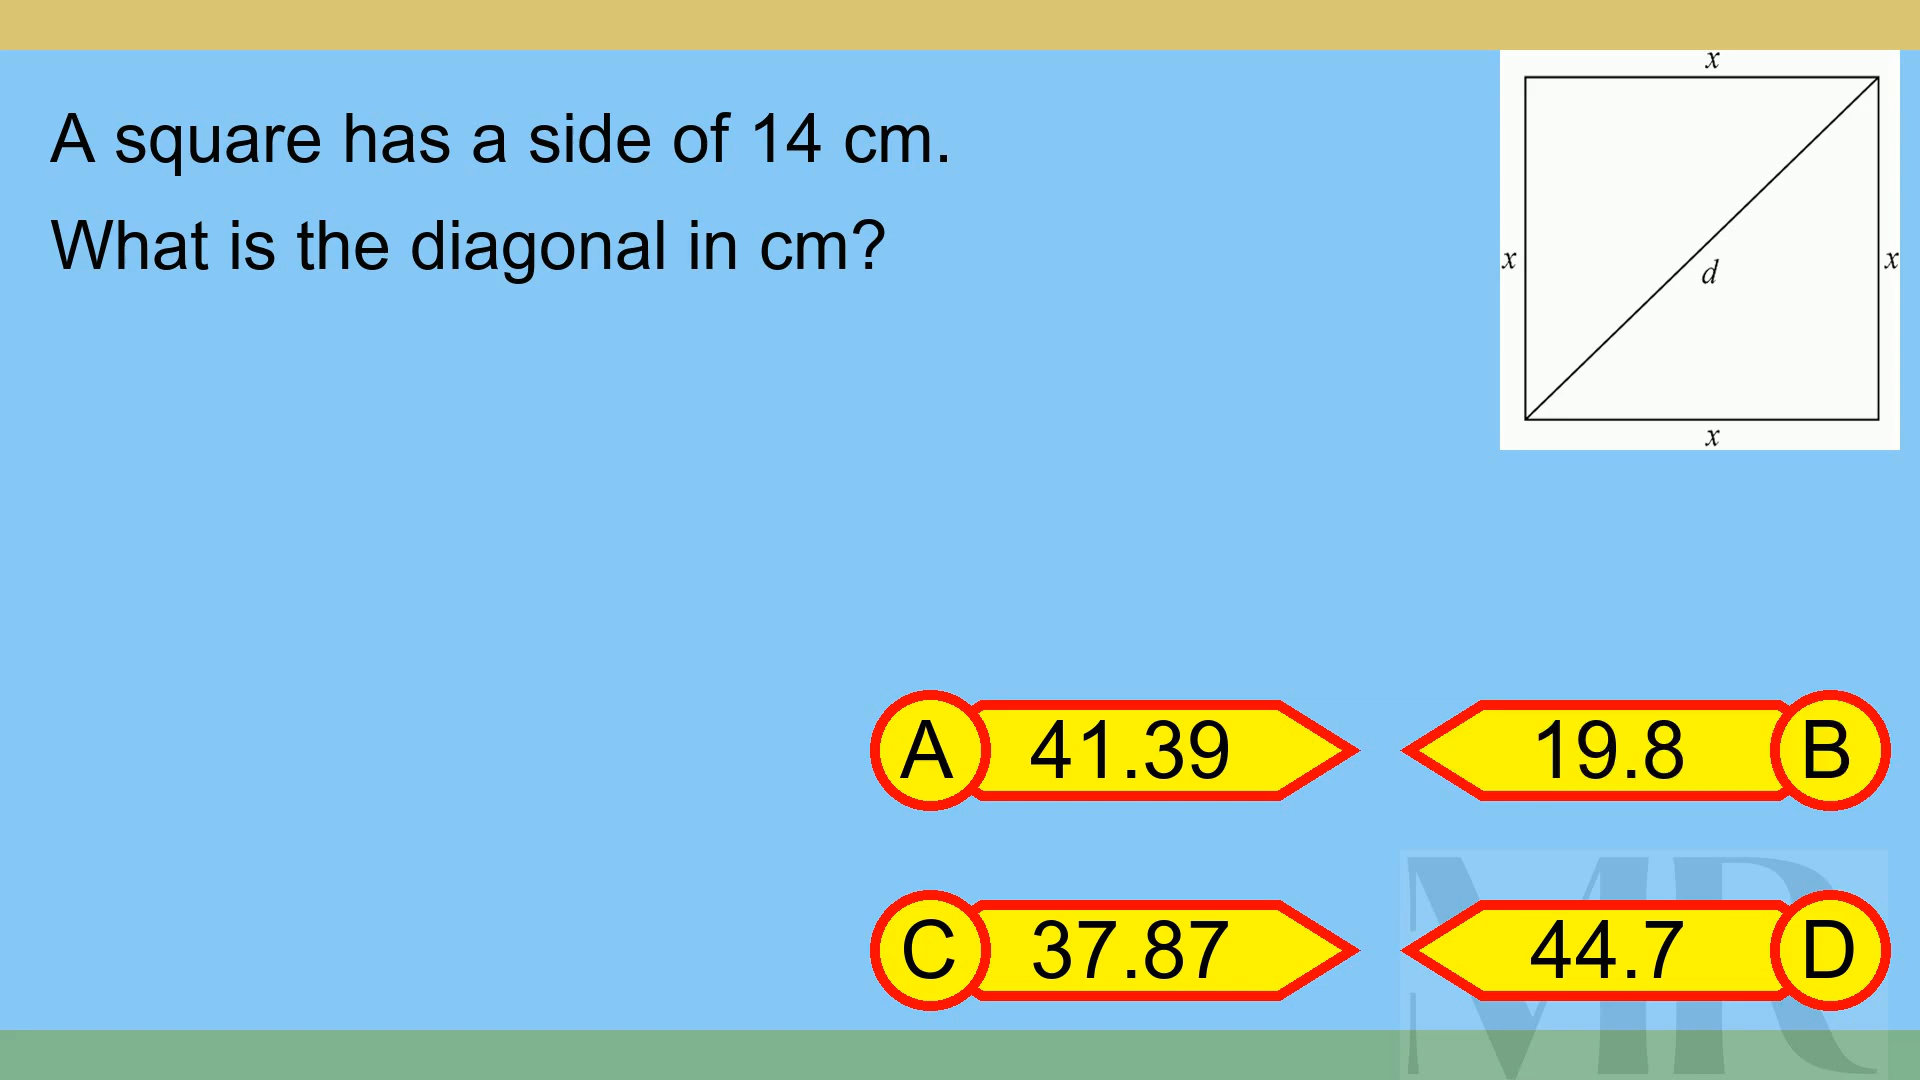 A square has a side of 14 cm.
What is the diagonal in cm?
x
x
d
x
x
A 41.39
19.8 B
C 37.87
44.7 D
MR